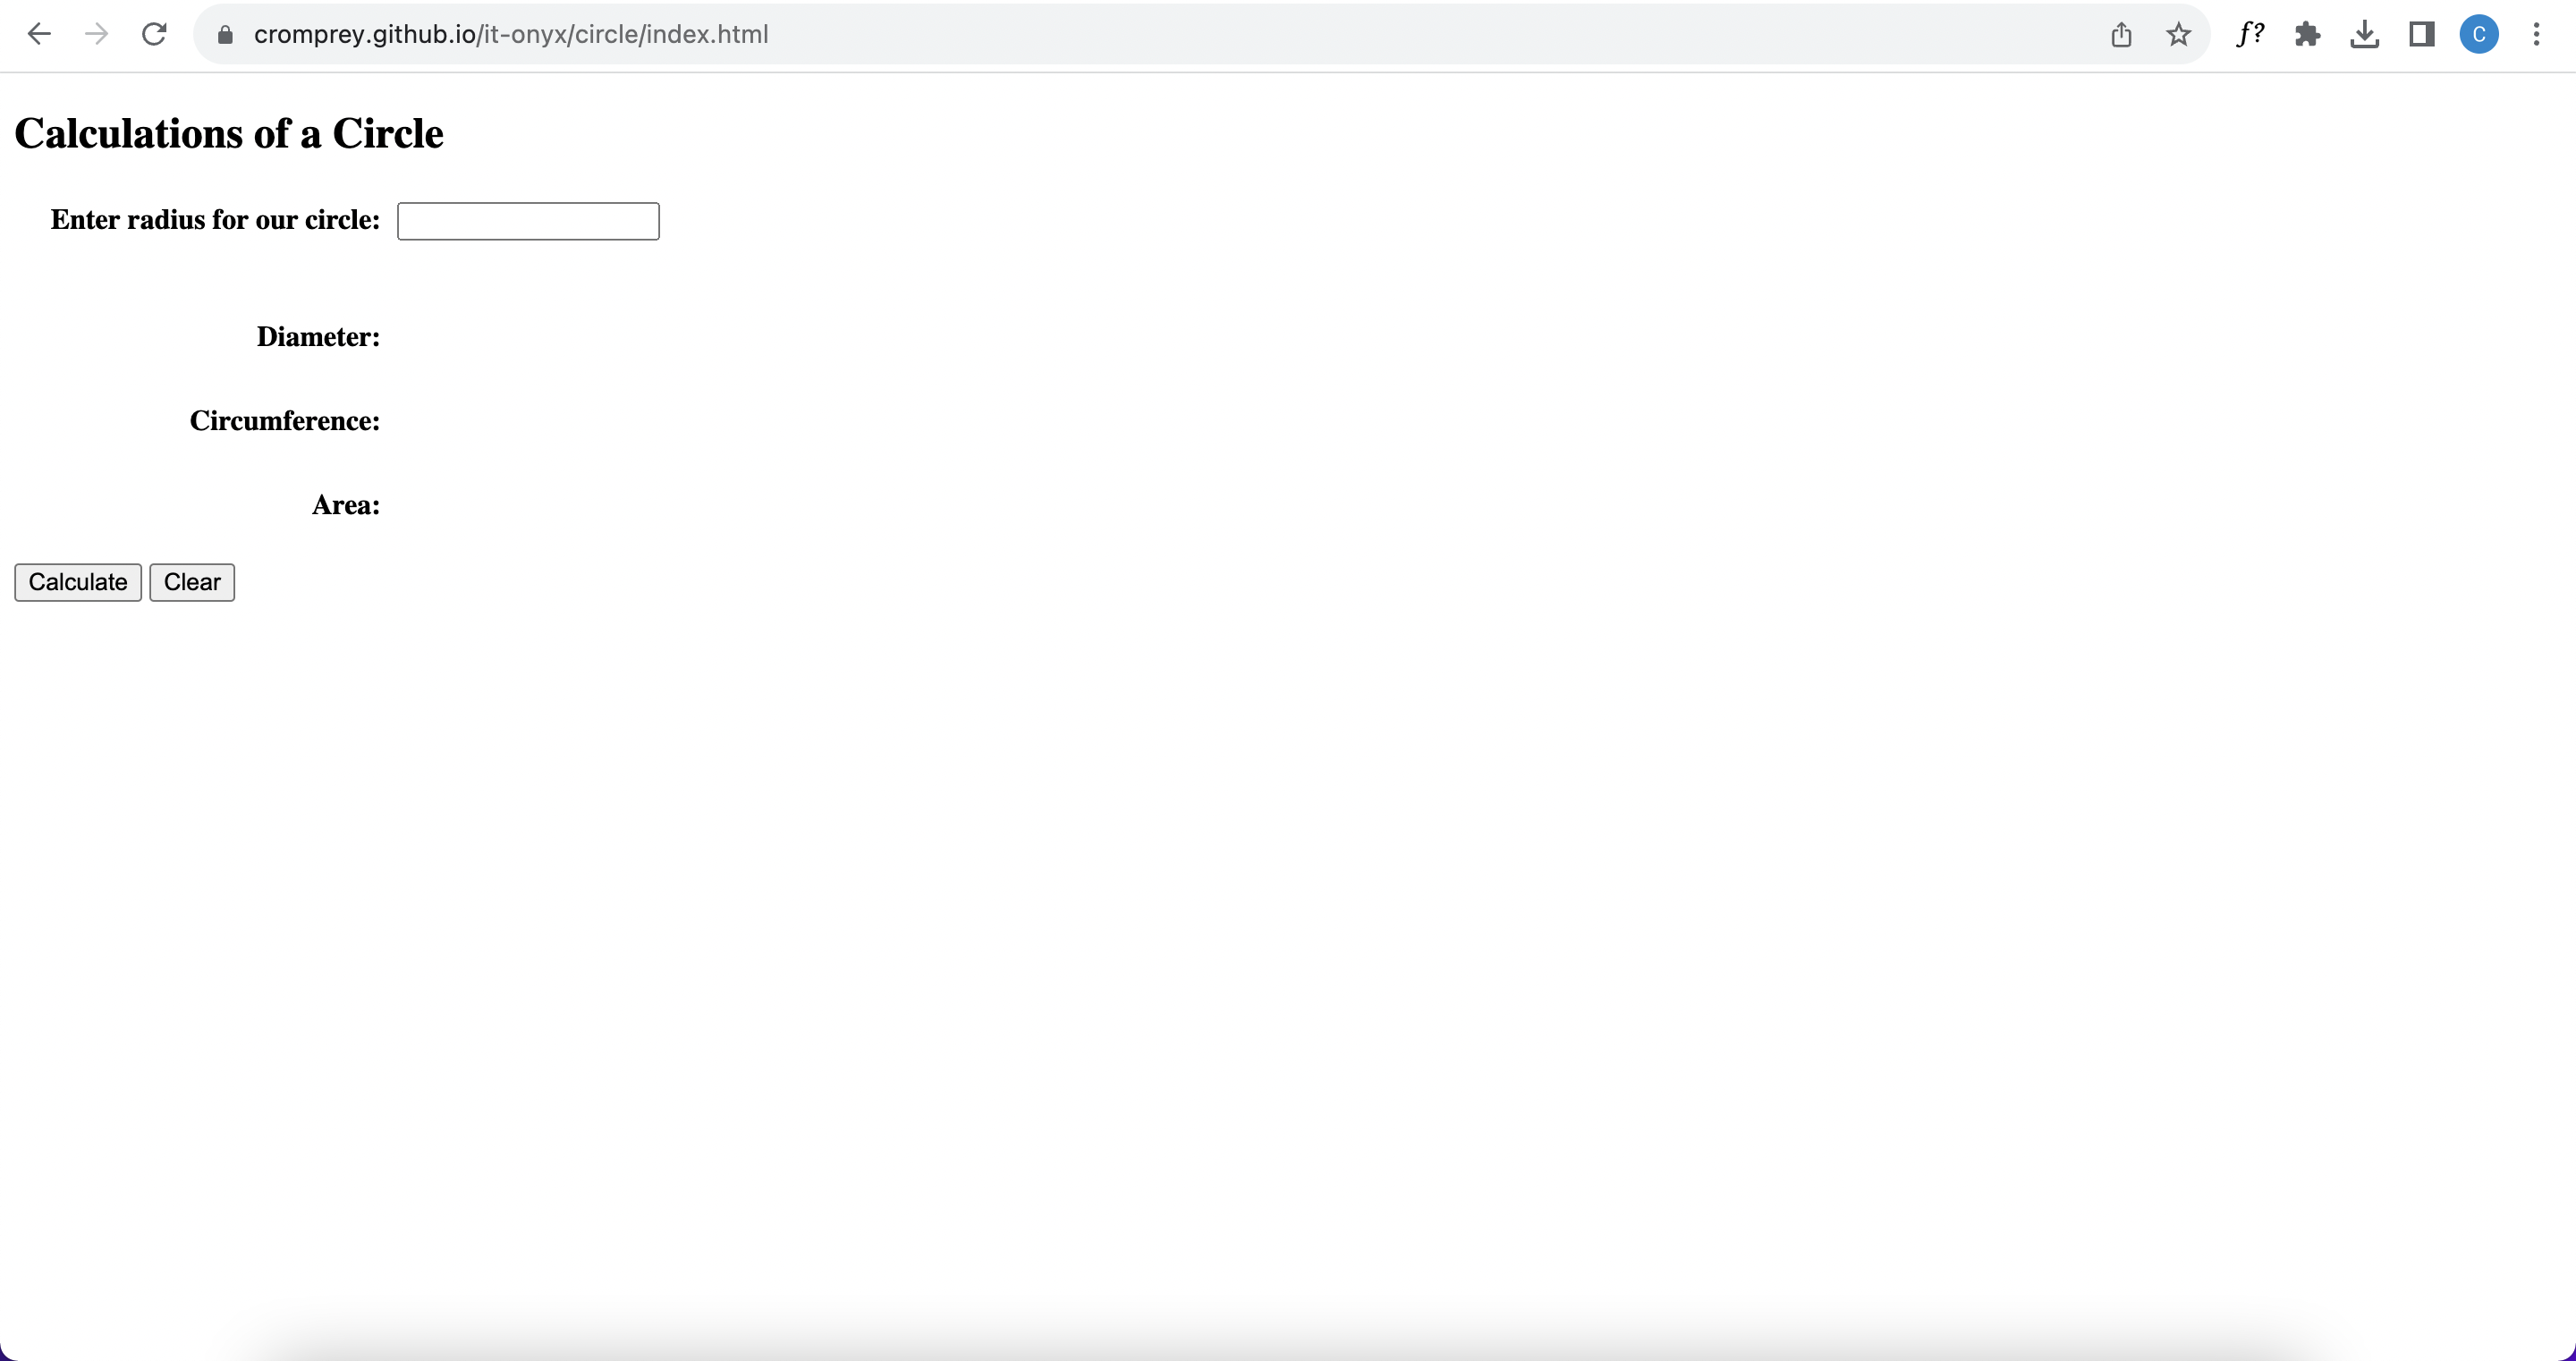 cromprey.github.io/it-onyx/circle/index.html
f?
C
Calculations of a Circle
Enter radius for our circle:
Diameter:
Circumference:
Area:
Calculate Clear